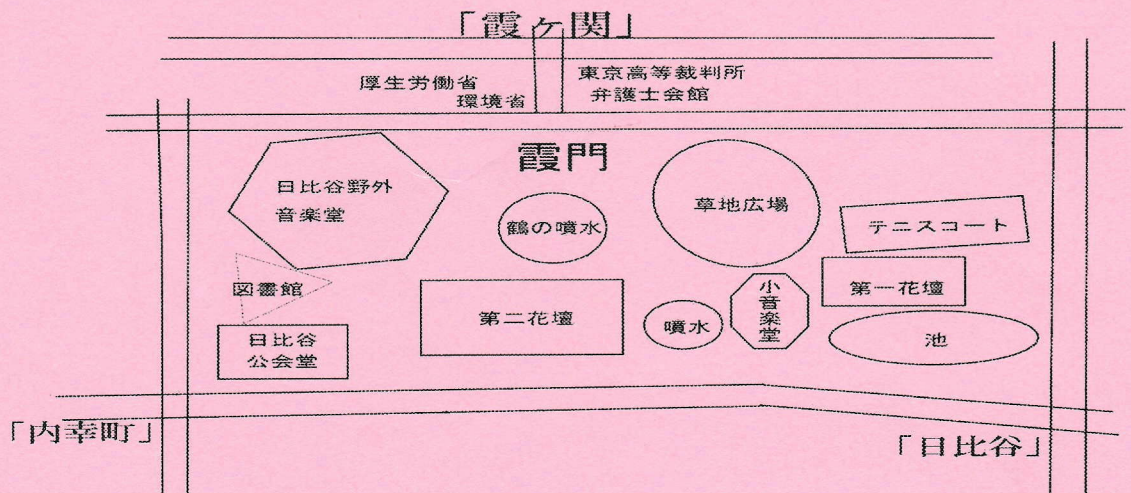 「霞ヶ関」
厚生労働省
環境省
東京高等裁判所
弁護士会館
霞門
日比谷野外
音楽堂
鶴の噴水
草地広場
テニスコート
図書館
第二花壇
噴水
小音楽堂
第一花壇
日比谷
公会堂
池
「内幸町」
「日比谷」